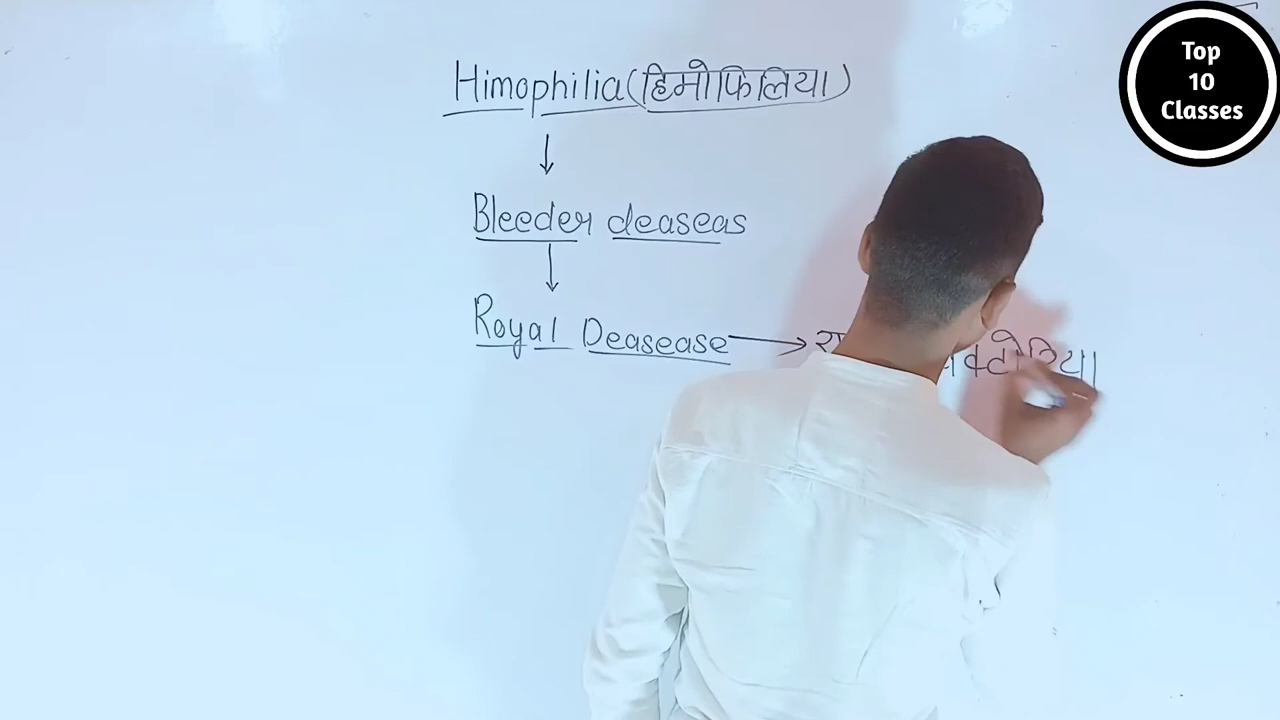 Himophilia (हिमोफिलिया)
Bleeder deaseas
Royal Deasease
Top
10
Classes